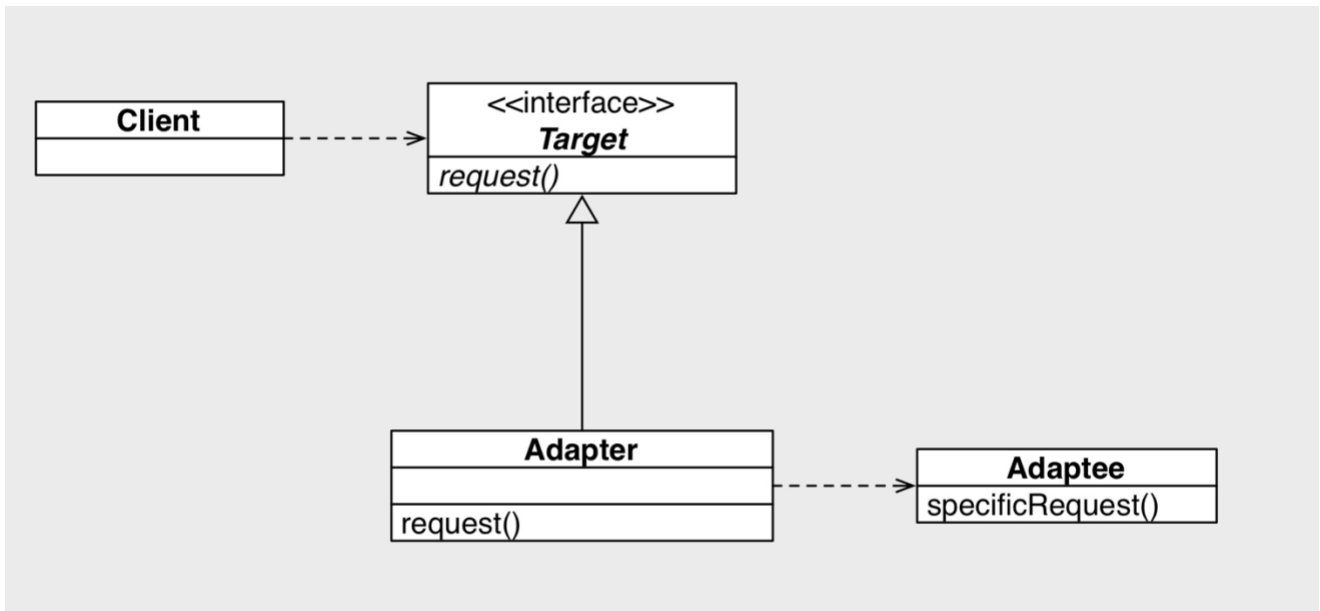 Client
<<interface>>
Target
request()
Adapter
request()
Adaptee
specificRequest()